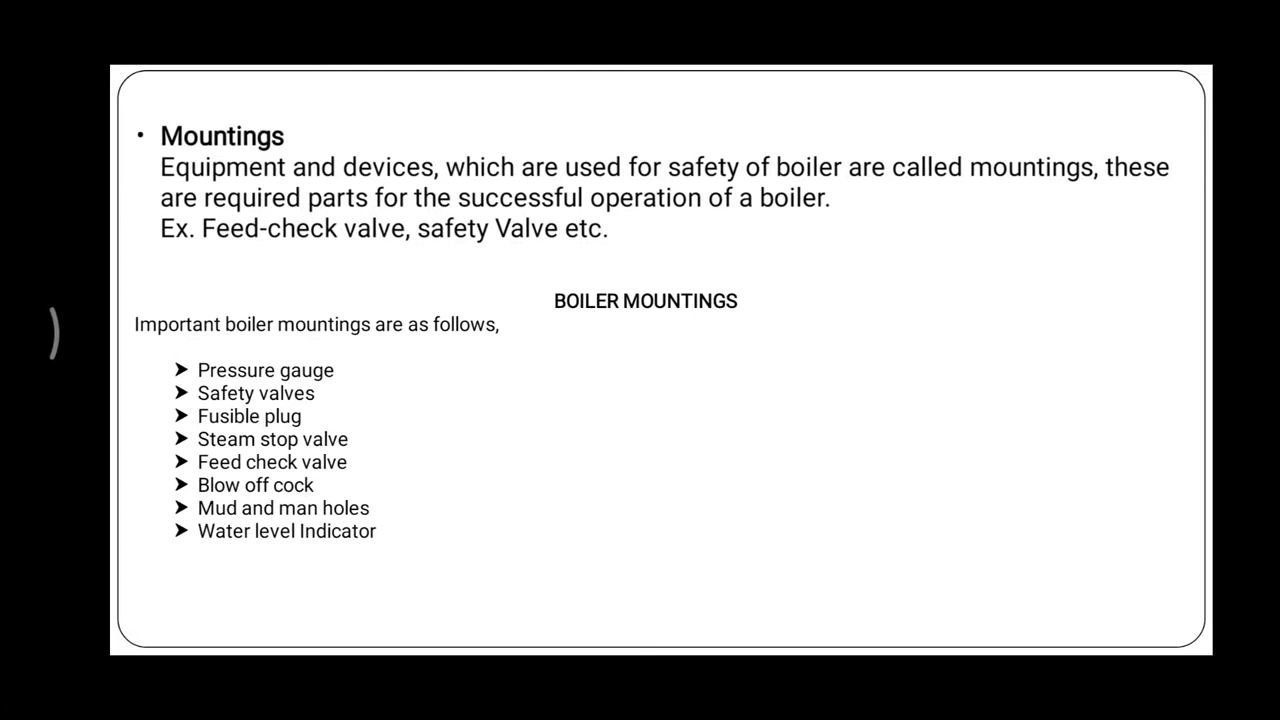 • Mountings
Equipment and devices, which are used for safety of boiler are called mountings, these
are required parts for the successful operation of a boiler.
Ex. Feed-check valve, safety Valve etc.
BOILER MOUNTINGS
Important boiler mountings are as follows,
➤ Pressure gauge
➤ Safety valves
➤ Fusible plug
➤ Steam stop valve
➤ Feed check valve
➤ Blow off cock
➤ Mud and man holes
➤ Water level Indicator